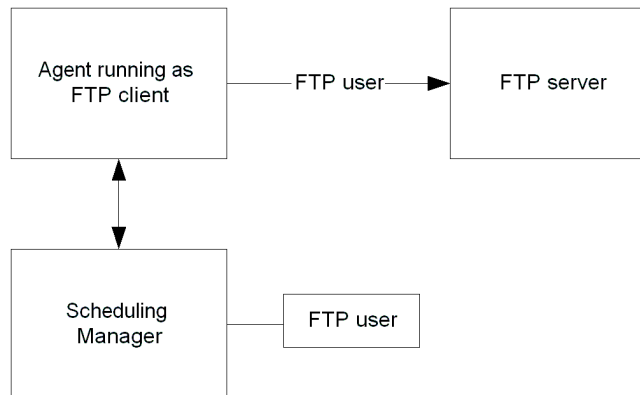 Agent running as
FTP client
FTP user
FTP server
Scheduling
Manager
FTP user